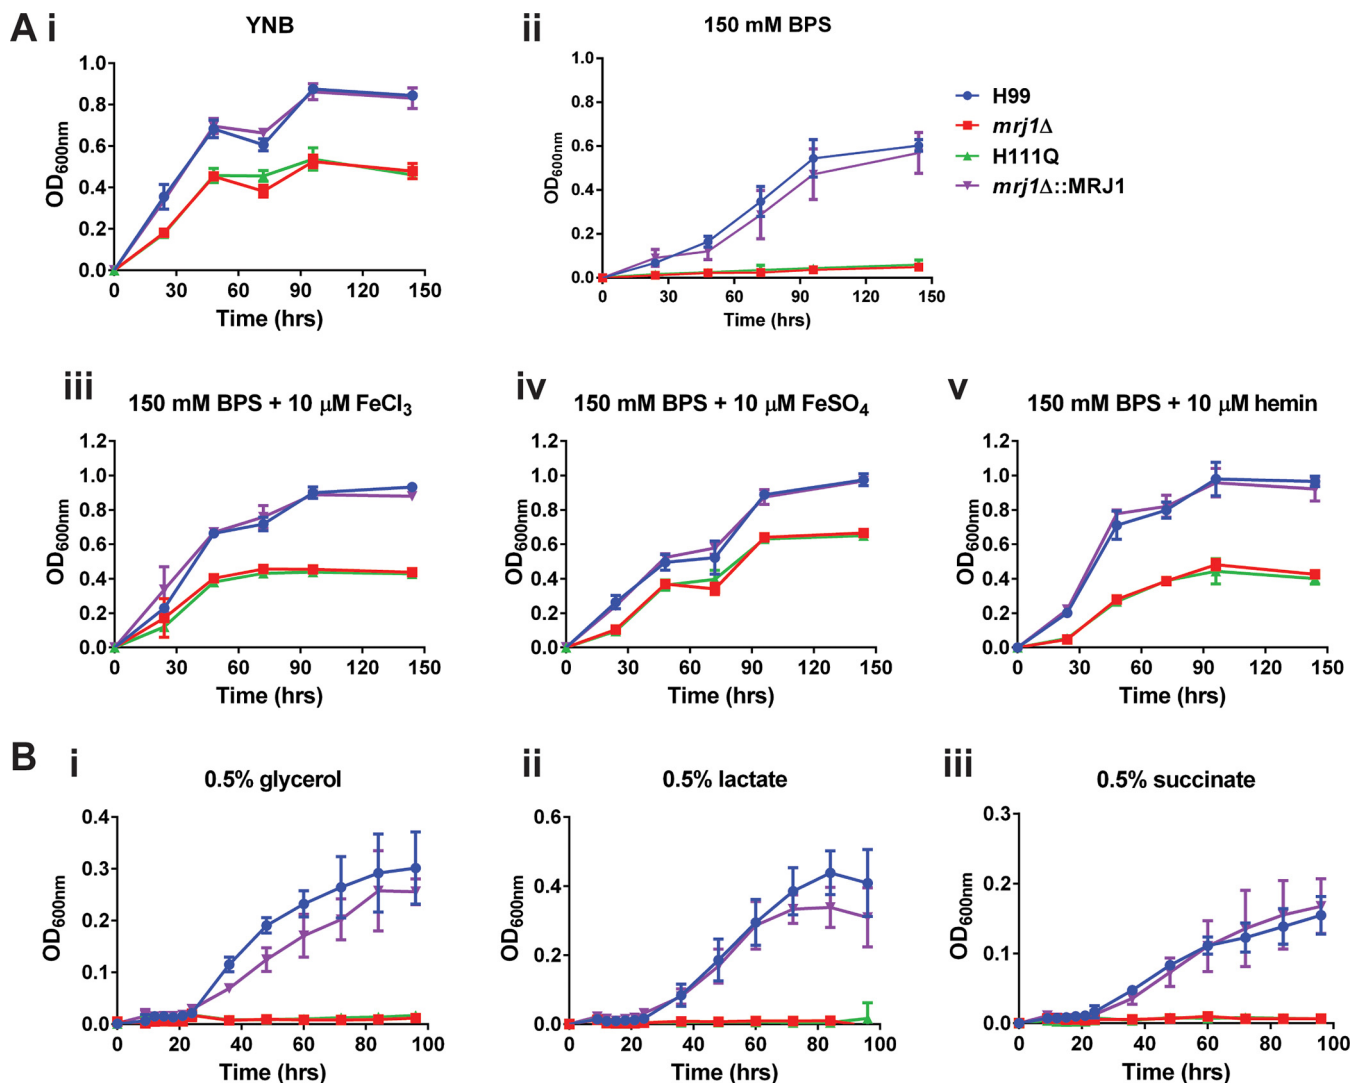 A i
YNB
OD600nm
1.0
0.8
0.6
0.4
0.2
0.0
0 30 60 90 120 150
Time (hrs)
ii
150 mM BPS
OD600nm
1.0
0.8
0.6
0.4
0.2
0.0
0 30 60 90 120 150
Time (hrs)
H99
mrj1Δ
H111Q
mrj1Δ::MRJ1
iii
150 mM BPS + 10 μM FeCl3
OD600nm
1.2
1.0
0.8
0.6
0.4
0.2
0.0
0 30 60 90 120 150
Time (hrs)
iv
150 mM BPS + 10 μM FeSO4
OD600nm
1.2
1.0
0.8
0.6
0.4
0.2
0.0
0 30 60 90 120 150
Time (hrs)
v
150 mM BPS + 10 μM hemin
OD600nm
1.2
1.0
0.8
0.6
0.4
0.2
0.0
0 30 60 90 120 150
Time (hrs)
B i
0.5% glycerol
OD600nm
0.4
0.3
0.2
0.1
0.0
0 20 40 60 80 100
Time (hrs)
ii
0.5% lactate
OD600nm
0.6
0.4
0.2
0.0
0 20 40 60 80 100
Time (hrs)
iii
0.5% succinate
OD600nm
0.3
0.2
0.1
0.0
0 20 40 60 80 100
Time (hrs)